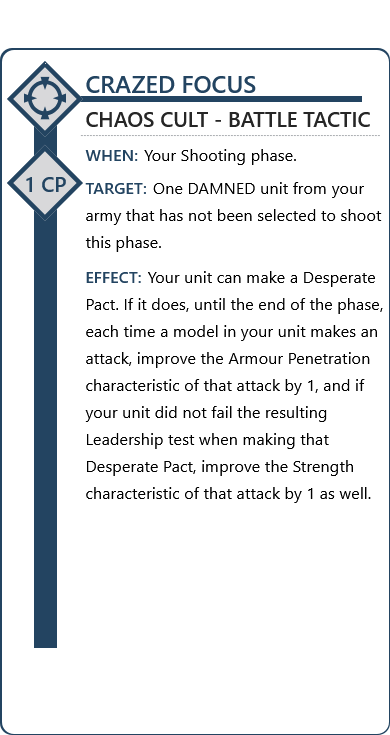 CRAZED FOCUS
CHAOS CULT - BATTLE TACTIC
1 CP
WHEN: Your Shooting phase.
TARGET: One DAMNED unit from your
army that has not been selected to shoot
this phase.
EFFECT: Your unit can make a Desperate
Pact. If it does, until the end of the phase,
each time a model in your unit makes an
attack, improve the Armour Penetration
characteristic of that attack by 1, and if
your unit did not fail the resulting
Leadership test when making that
Desperate Pact, improve the Strength
characteristic of that attack by 1 as well.